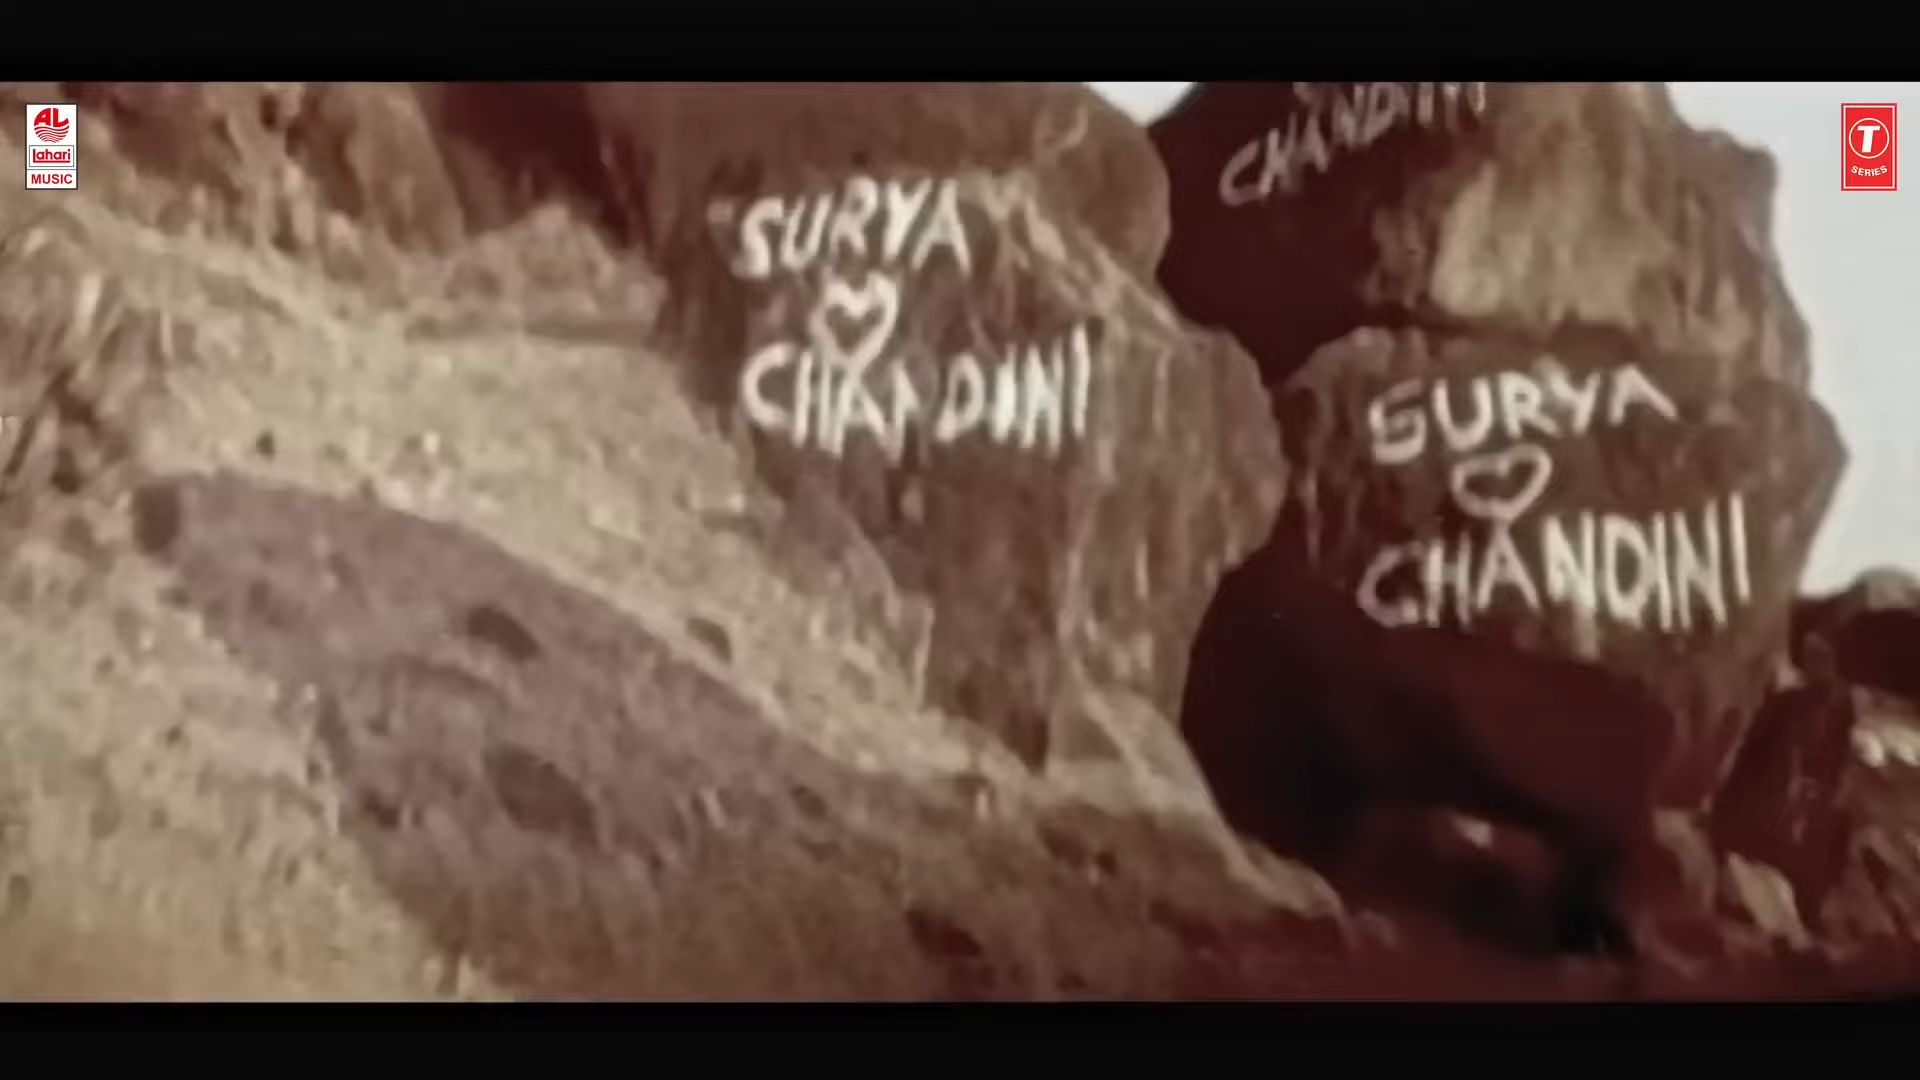 AL
lahari
MUSIC
T
SERIES
CHANDINI
SURYA
CHANDINI
SURYA
CHANDINI